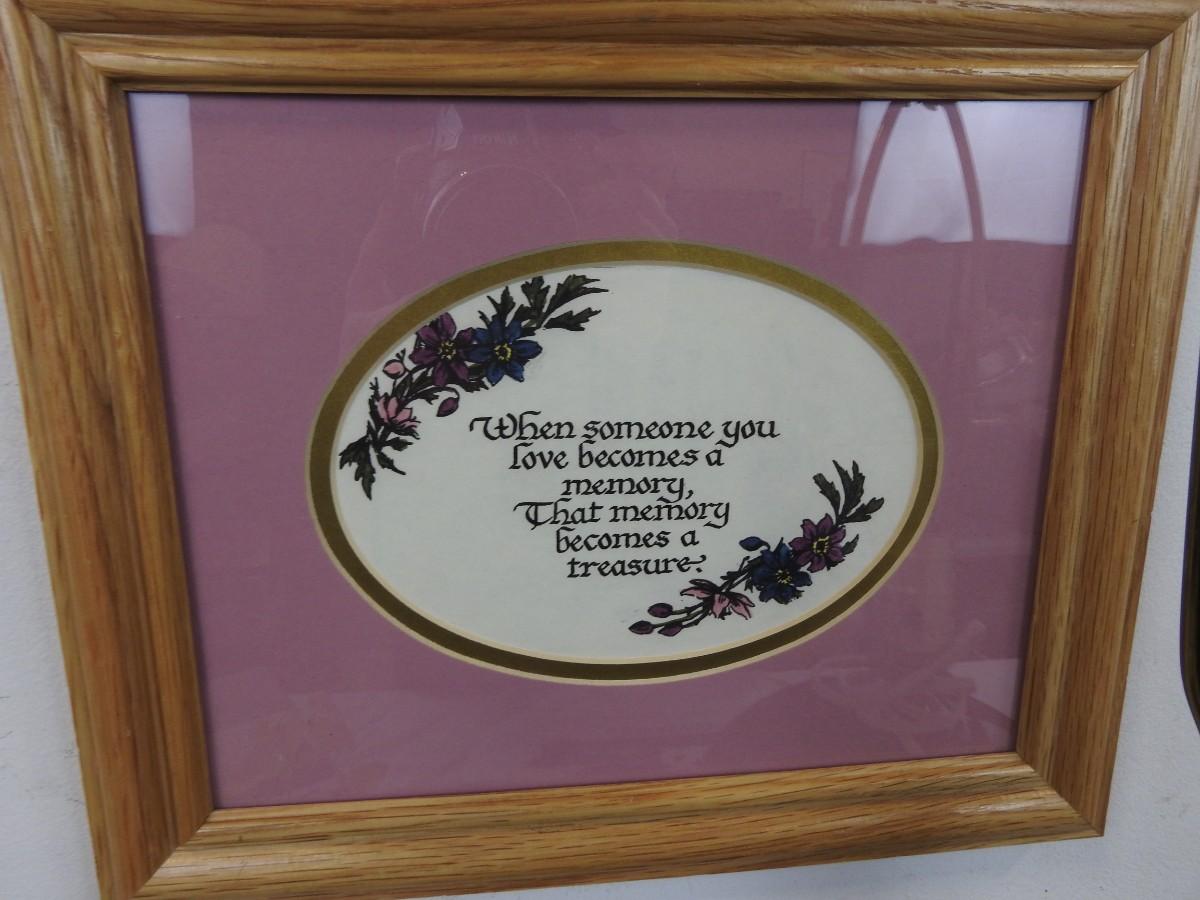 When someone you
love becomes a
memory,
That memory
becomes a
treasure.